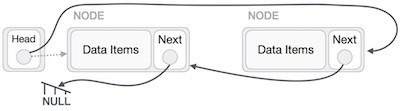 NODE
NODE
Head
Data Items
Next
Data Items
Next
NULL